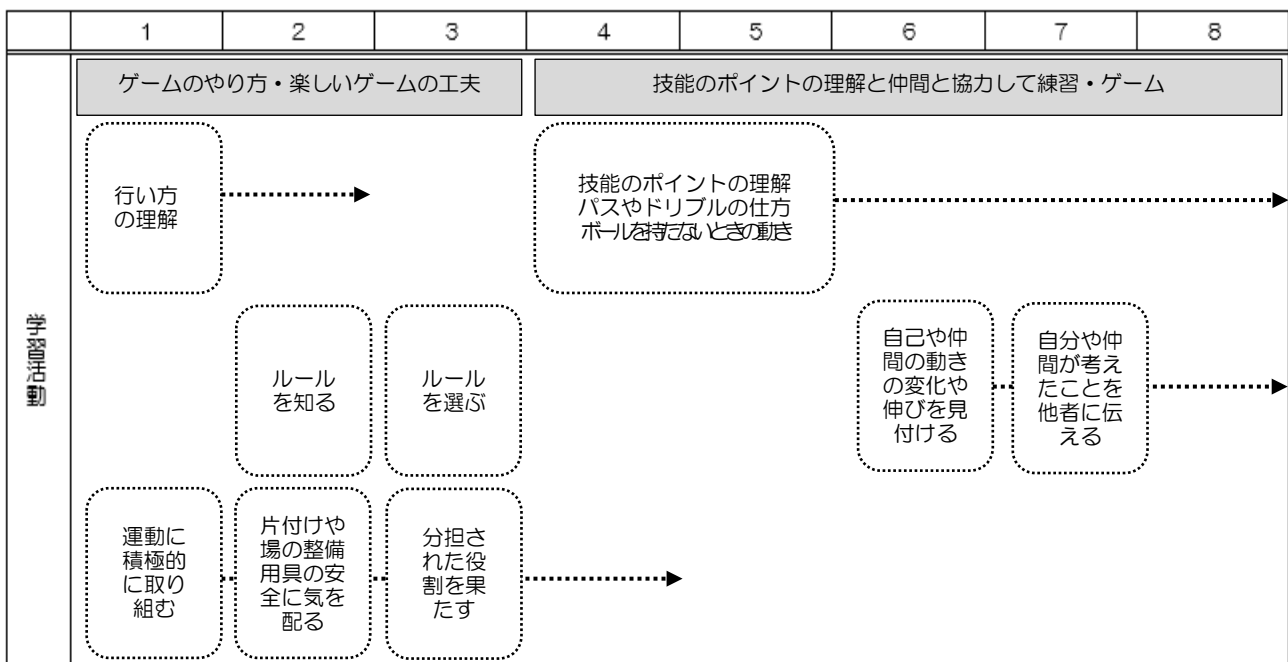 1 2 3 4 5 6 7 8
ゲームのやり方・楽しいゲームの工夫
技能のポイントの理解と仲間と協力して練習・ゲーム
学習活動
行い方
の理解
技能のポイントの理解
パスやドリブルの仕方
ボールを持たないときの動き
ルール
を知る
ルール
を選ぶ
自己や仲
間の動き
の変化や
伸びを見
付ける
自分や仲
間が考え
たことを
他者に伝
える
運動に
積極的
に取り
組む
片付けや
場の整備
用具の安
全に気を
配る
分担さ
れた役
割を果
たす